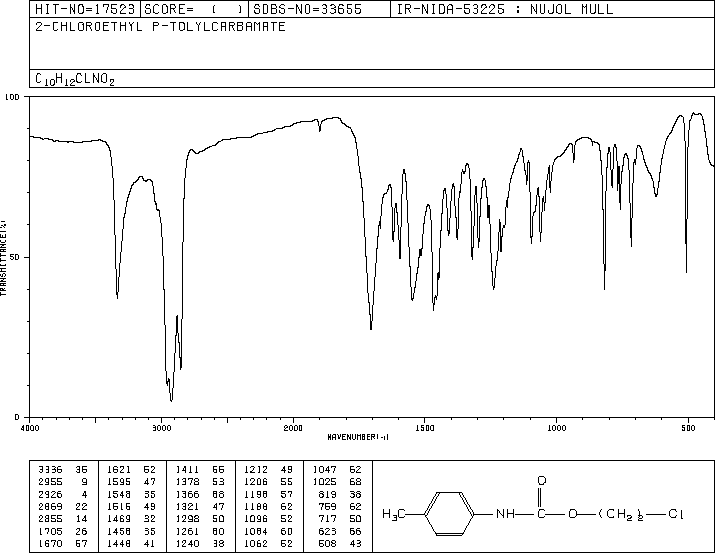 HIT-NO=17523 SCORE= ( ) SDBS-NO=33655 IR-NIDA-53225 : NUJOL MULL
2-CHLOROETHYL P-TOLYLCARBAMATE
C10H12CLNO2
100
50
0
TRANSMITTANCE(%)
4000 3000 2000 1500 1000 500
WAVENUMBER(-1)
3336 35 1621 52 1411 55 1212 49 1047 62
2955 9 1595 47 1378 53 1206 55 1025 68
2926 4 1548 35 1366 68 1198 57 819 38
2869 22 1515 49 1321 47 1188 62 759 62
2855 14 1469 32 1298 50 1096 52 717 50
1705 26 1458 35 1261 60 1084 60 623 66
1670 57 1448 41 1240 38 1062 52 508 43
O
H3C NH C O (CH2)2 Cl